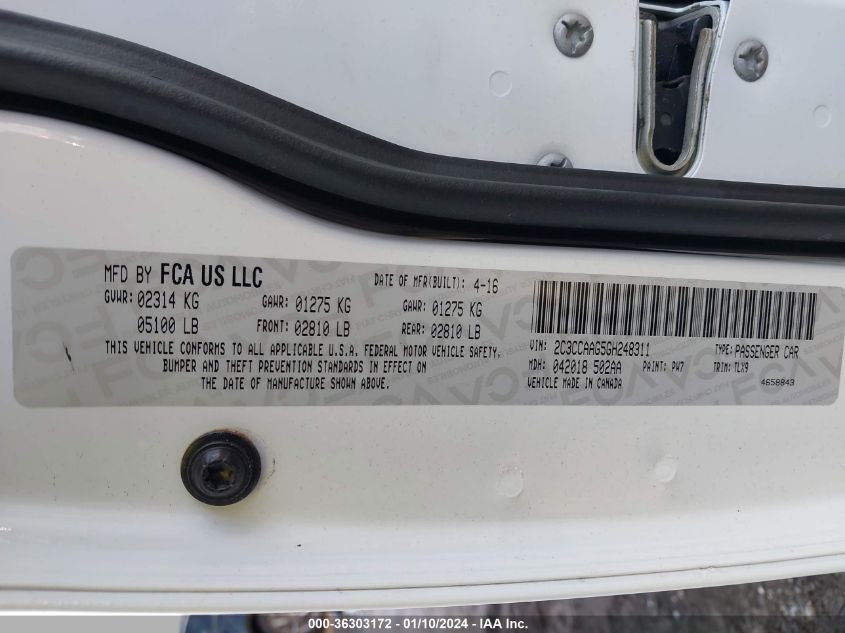 MFD BY FCA US LLC
DATE OF MFR(BUILT): 4-16
GVWR: 02314 KG
GAWR: 01275 KG
GAWR: 01275 KG
05100 LB
FRONT: 02810 LB
REAR: 02810 LB
THIS VEHICLE CONFORMS TO ALL APPLICABLE U.S.A. FEDERAL MOTOR VEHICLE SAFETY,
BUMPER AND THEFT PREVENTION STANDARDS IN EFFECT ON
THE DATE OF MANUFACTURE SHOWN ABOVE.
VIN: 2C3CCAAG5GH248311
TYPE: PASSENGER CAR
MDH: 042018 502AA
PAINT: PW7
TRIM: TLX9
VEHICLE MADE IN CANADA
4658843
000-36303172 - 01/10/2024 - IAA Inc.